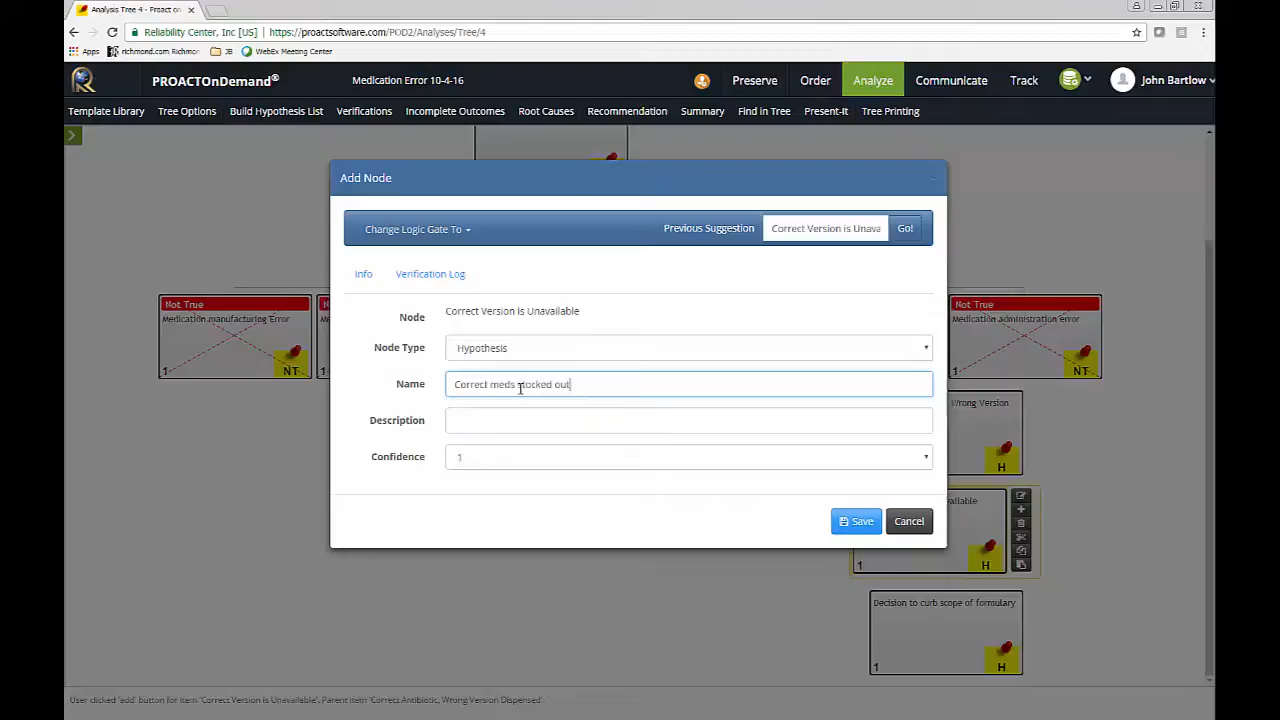 Analysis Tree 4 - Proact on
Reliability Center, Inc [US] https://proactsoftware.com/POD2/Analyses/Tree/4
Apps richmond.com Richmon JB WebEx Meeting Center
PROACTOnDemand® Medication Error 10-4-16 Preserve Order Analyze Communicate Track John Bartlow
Template Library Tree Options Build Hypothesis List Verifications Incomplete Outcomes Root Causes Recommendation Summary Find in Tree Present-It Tree Printing
Add Node
Change Logic Gate To Previous Suggestion Correct Version is Unava Go!
Info Verification Log
Node Correct Version is Unavailable
Node Type Hypothesis
Name Correct meds stocked out
Description
Confidence 1
Save Cancel
Not True
Medication manufacturing Error
1 NT
Not True
Medication administration error
1 NT
Wrong Version
H
1 H
Decision to curb scope of formulary
1 H
User clicked 'add' button for item 'Correct Version is Unavailable', Parent item 'Correct Antibiotic, Wrong Version Dispensed'